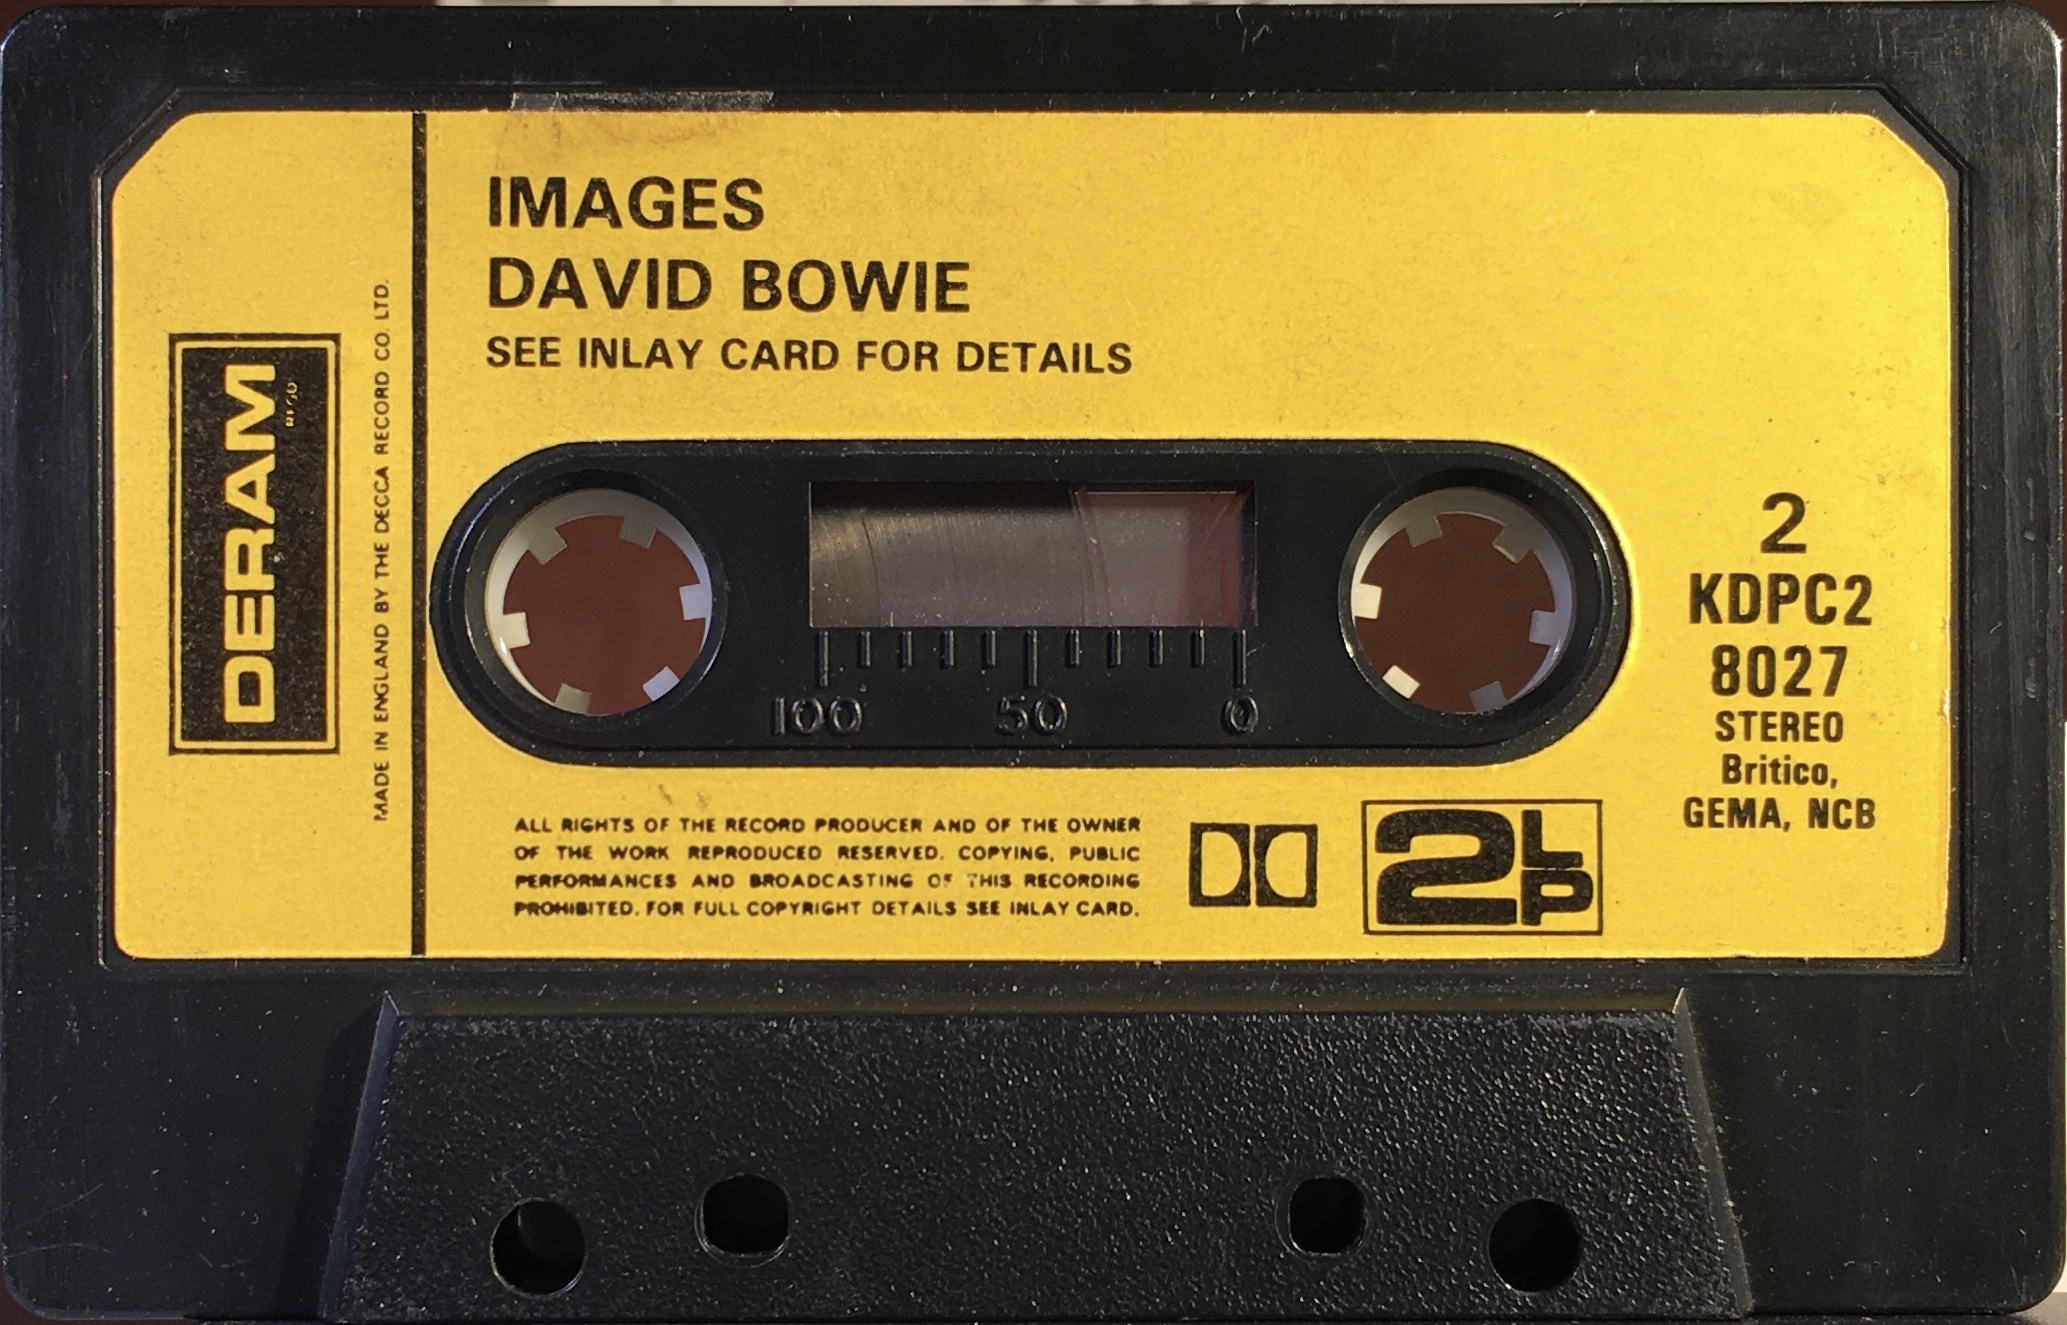 IMAGES
DAVID BOWIE
SEE INLAY CARD FOR DETAILS
DERAM
REGD
MADE IN ENGLAND BY THE DECCA RECORD CO. LTD.
100 50 0
2
KDPC2
8027
STEREO
Britico,
GEMA, NCB
ALL RIGHTS OF THE RECORD PRODUCER AND OF THE OWNER
OF THE WORK REPRODUCED RESERVED. COPYING, PUBLIC
PERFORMANCES AND BROADCASTING OF THIS RECORDING
PROHIBITED. FOR FULL COPYRIGHT DETAILS SEE INLAY CARD.
2LP